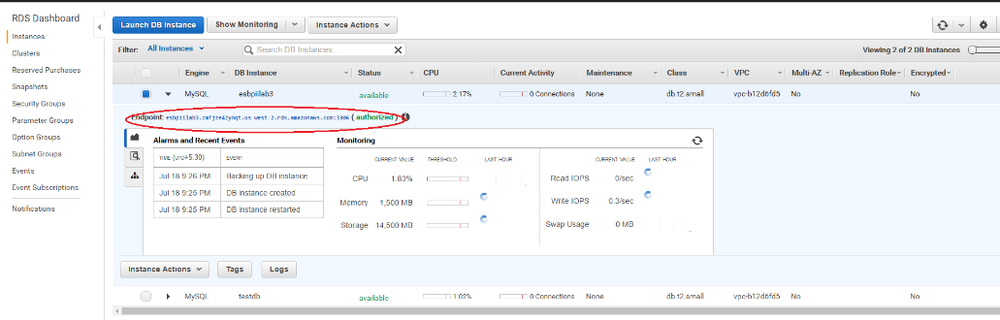 RDS Dashboard
Instances
Clusters
Reserved Purchases
Snapshots
Security Groups
Parameter Groups
Option Groups
Subnet Groups
Events
Event Subscriptions
Notifications
Launch DB Instance Show Monitoring Instance Actions
Filter: All Instances Search DB Instances... Viewing 2 of 2 DB Instances
Engine DB Instance Status CPU Current Activity Maintenance Class VPC Multi-AZ Replication Role Encrypted
MySQL esbpiilab3 available 2.17% 0 Connections None db.t2.small vpc-b12d6fd5 No No
Endpoint: esbpiilab3.cmfjze42ynqt.us-west-2.rds.amazonaws.com:3306 ( authorized )
Alarms and Recent Events
TIME (UTC+5:30) EVENT
Jul 18 9:26 PM Backing up DB instance
Jul 18 9:25 PM DB instance created
Jul 18 9:25 PM DB instance restarted
Monitoring
CURRENT VALUE THRESHOLD LAST HOUR
CPU 1.83%
Memory 1,500 MB
Storage 14,500 MB
CURRENT VALUE LAST HOUR
Read IOPS 0/sec
Write IOPS 0.3/sec
Swap Usage 0 MB
Instance Actions Tags Logs
MySQL testdb available 1.02% 0 Connections None db.t2.small vpc-b12d6fd5 No No